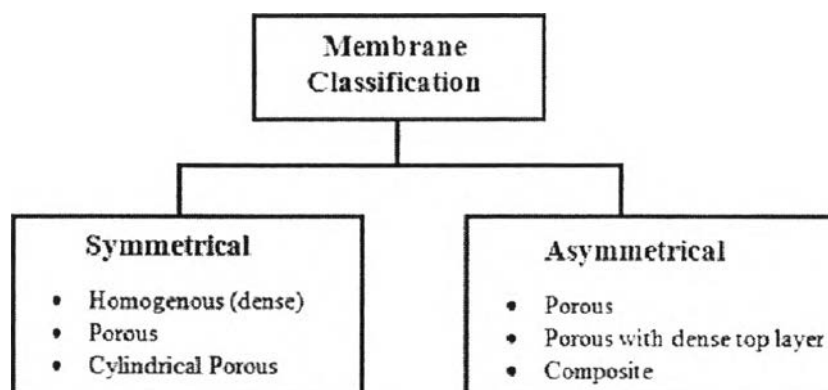 Membrane
Classification
Symmetrical
• Homogenous (dense)
• Porous
• Cylindrical Porous
Asymmetrical
• Porous
• Porous with dense top layer
• Composite